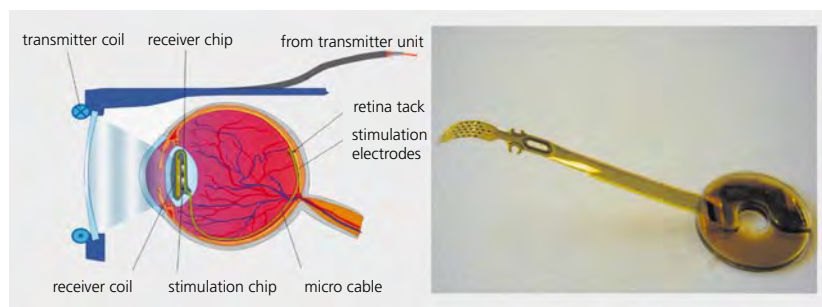 transmitter coil
receiver chip
from transmitter unit
retina tack
stimulation
electrodes
receiver coil
stimulation chip
micro cable